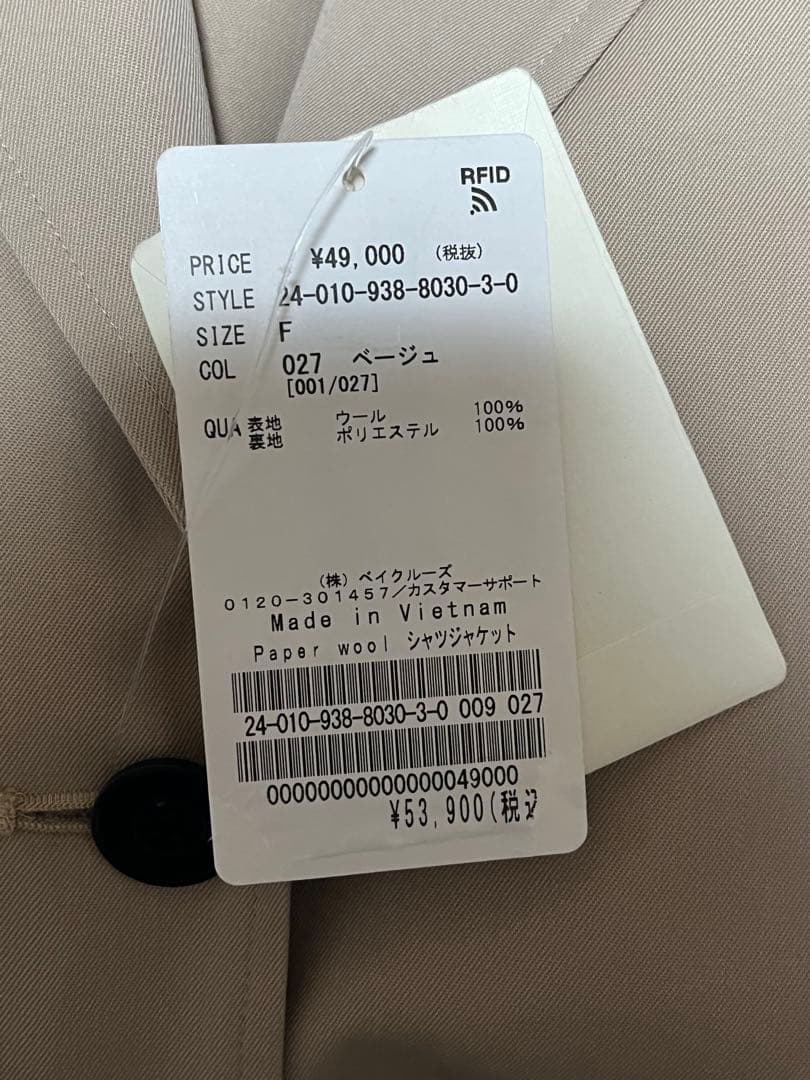 RFID
PRICE ¥49,000 (税抜)
STYLE 24-010-938-8030-3-0
SIZE F
COL 027 ベージュ
[001/027]
QUA 表地 ウール 100%
裏地 ポリエステル 100%
(株) ベイクルーズ
0120-301457/カスタマーサポート
Made in Vietnam
Paper wool シャツジャケット
24-010-938-8030-3-0 009 027
00000000000000049000
¥53,900(税込